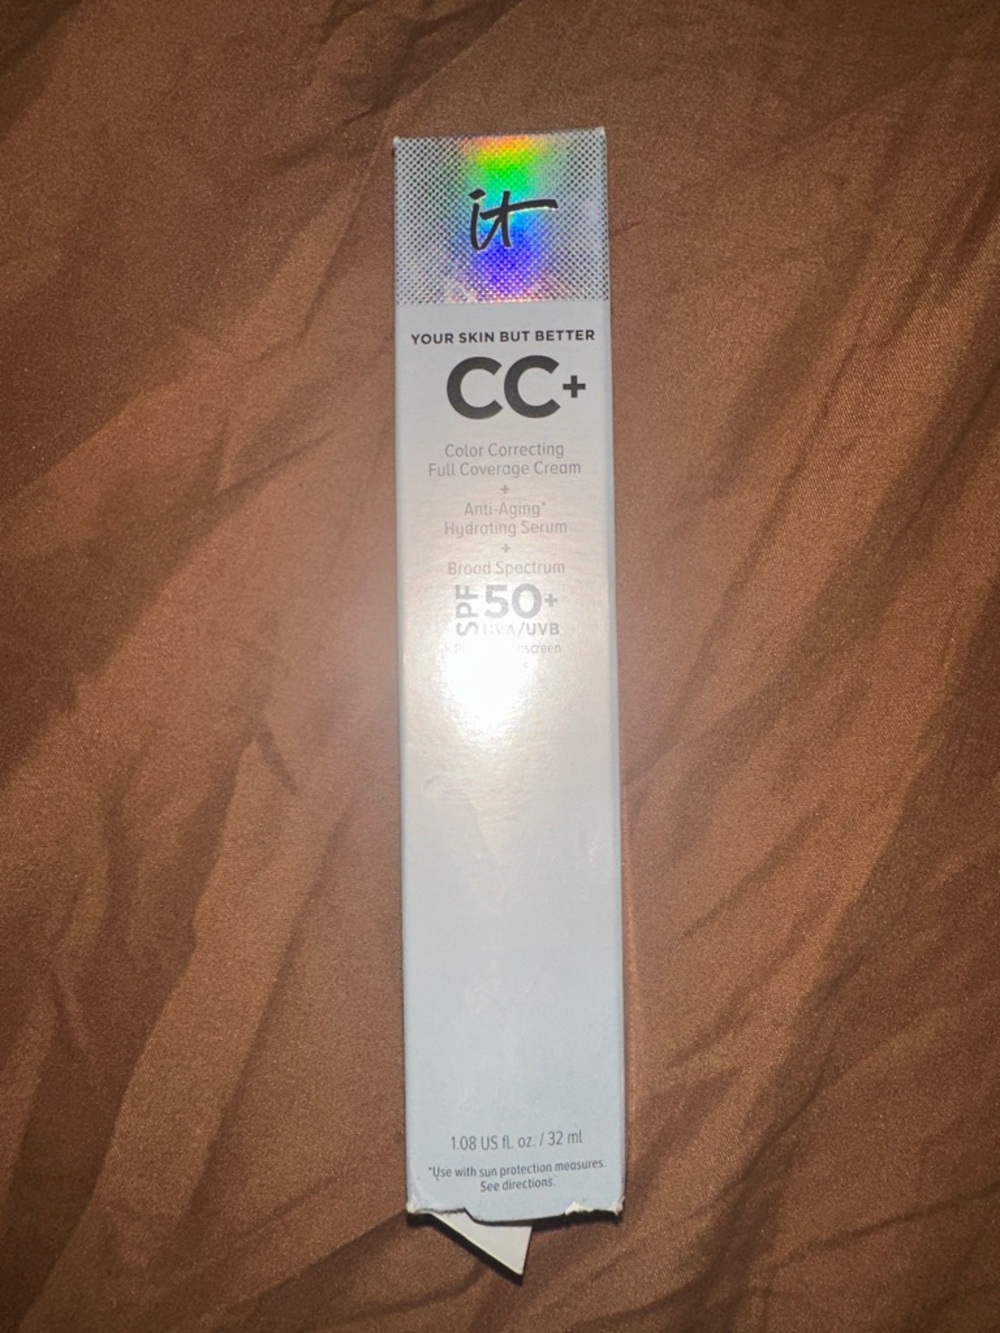 it
YOUR SKIN BUT BETTER
CC+
Color Correcting
Full Coverage Cream
+
Anti-Aging*
Hydrating Serum
+
Broad Spectrum
SPF 50+
UVA/UVB
1.08 US fl. oz. / 32 ml
*Use with sun protection measures.
See directions.